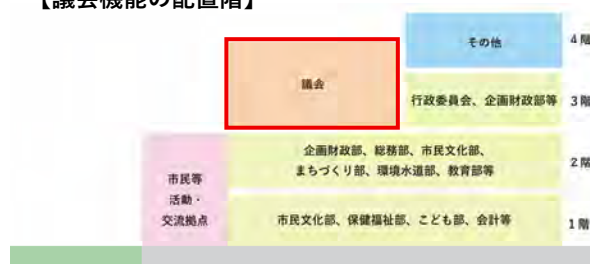 【議会機能の配置階】
その他
4階
議会
行政委員会、企画財政部等
3階
企画財政部、総務部、市民文化部、
まちづくり部、環境水道部、教育部等
2階
市民等
活動・
交流拠点
市民文化部、保健福祉部、こども部、会計等
1階